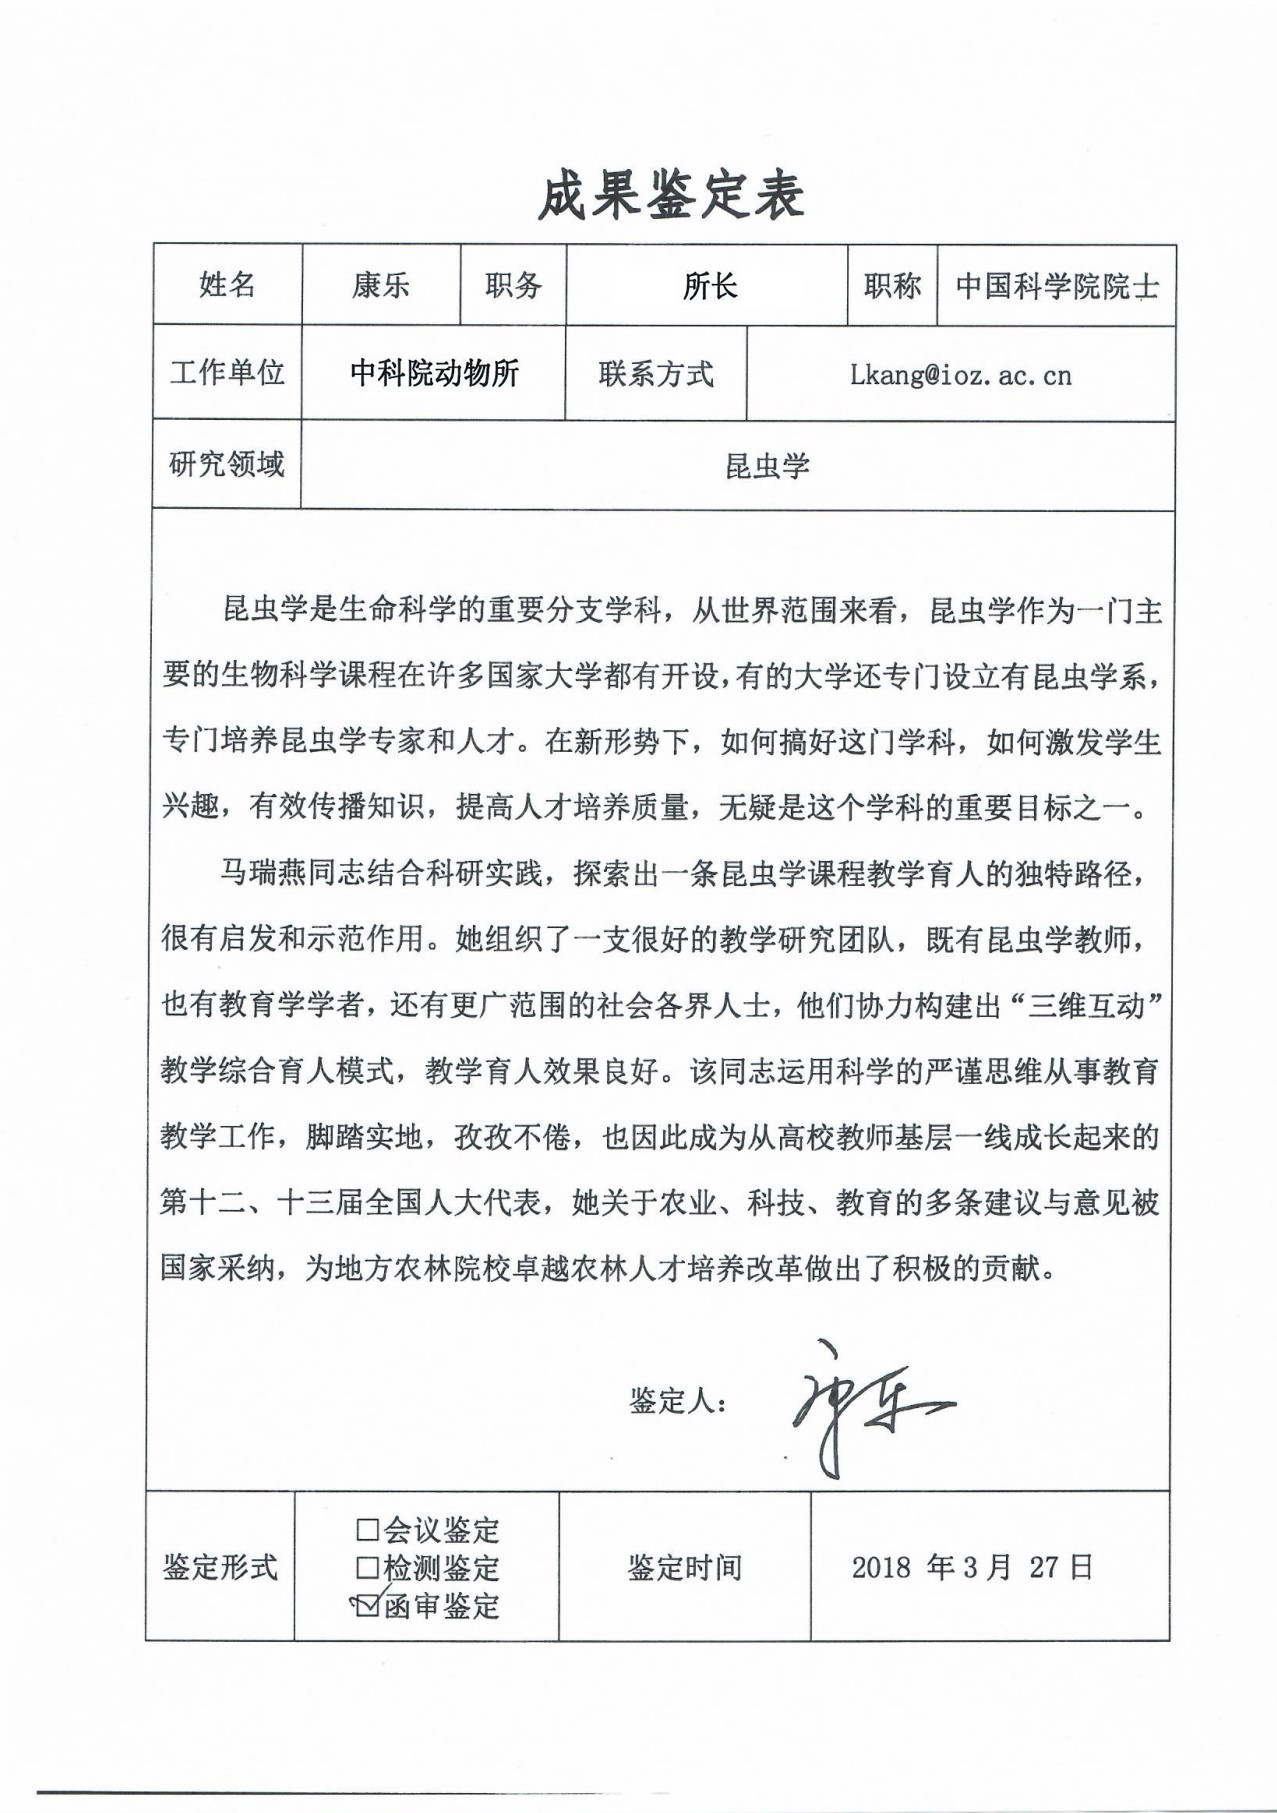 成果鉴定表
姓名 康乐 职务 所长 职称 中国科学院院士
工作单位 中科院动物所 联系方式 Lkang@ioz.ac.cn
研究领域 昆虫学
昆虫学是生命科学的重要分支学科，从世界范围来看，昆虫学作为一门主
要的生物科学课程在许多国家大学都有开设，有的大学还专门设立有昆虫学系，
专门培养昆虫学专家和人才。在新形势下，如何搞好这门学科，如何激发学生
兴趣，有效传播知识，提高人才培养质量，无疑是这个学科的重要目标之一。
马瑞燕同志结合科研实践，探索出一条昆虫学课程教学育人的独特路径，
很有启发和示范作用。她组织了一支很好的教学研究团队，既有昆虫学教师，
也有教育学学者，还有更广范围的社会各界人士，他们协力构建出“三维互动”
教学综合育人模式，教学育人效果良好。该同志运用科学的严谨思维从事教育
教学工作，脚踏实地，孜孜不倦，也因此成为从高校教师基层一线成长起来的
第十二、十三届全国人大代表，她关于农业、科技、教育的多条建议与意见被
国家采纳，为地方农林院校卓越农林人才培养改革做出了积极的贡献。
鉴定人： 康乐
□会议鉴定
□检测鉴定
鉴定形式 鉴定时间 2018 年 3 月 27 日
☑函审鉴定